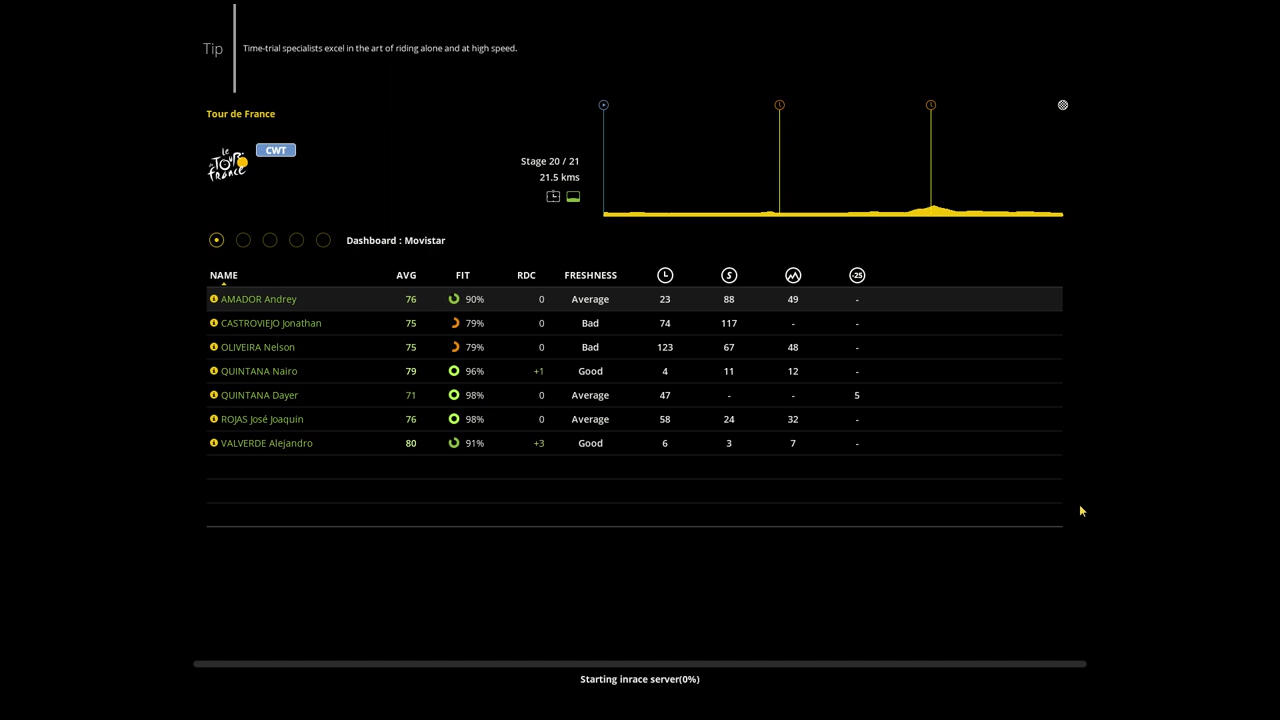 Tip
Time-trial specialists excel in the art of riding alone and at high speed.
Tour de France
le Tour de france
CWT
Stage 20 / 21
21.5 kms
Dashboard : Movistar
NAME AVG FIT RDC FRESHNESS S -25
AMADOR Andrey 76 90% 0 Average 23 88 49 -
CASTROVIEJO Jonathan 75 79% 0 Bad 74 117 - -
OLIVEIRA Nelson 75 79% 0 Bad 123 67 48 -
QUINTANA Nairo 79 96% +1 Good 4 11 12 -
QUINTANA Dayer 71 98% 0 Average 47 - - 5
ROJAS José Joaquin 76 98% 0 Average 58 24 32 -
VALVERDE Alejandro 80 91% +3 Good 6 3 7 -
Starting inrace server(0%)